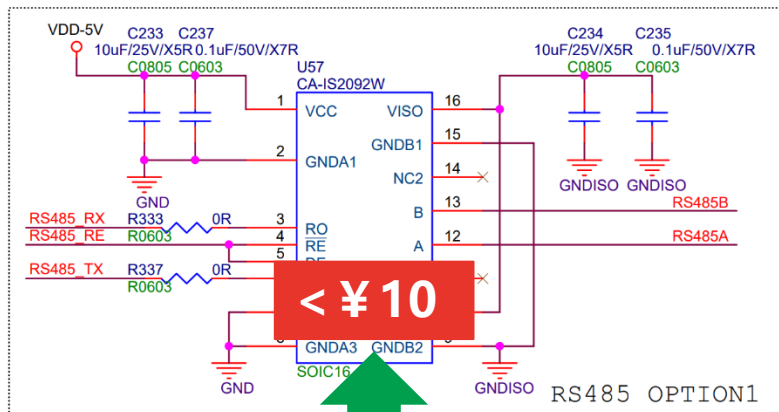 VDD-5V
C233 C237
10uF/25V/X5R 0.1uF/50V/X7R
C0805 C0603
U57
CA-IS2092W
C234 C235
10uF/25V/X5R 0.1uF/50V/X7R
C0805 C0603
1 VCC VISO 16
GNDB1 15
2 GNDA1
NC2 14
GND
GNDISO GNDISO
B 13 RS485B
RS485_RX R333 0R 3 RO
R0603
RS485_RE 4 RE
A 12 RS485A
5
RS485_TX R337 0R
R0603
< ¥ 10
GNDA3 GNDB2
SOIC16
GND
GNDISO
RS485 OPTION1